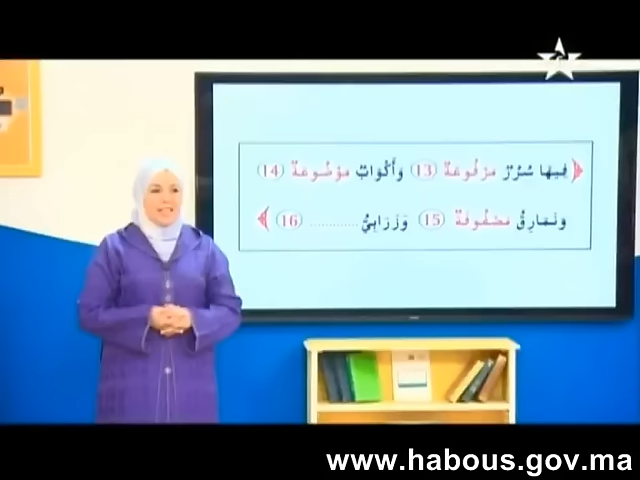 ﴿ فِيهَا سُرُرٌ مَرْفُوعَةٌ (13) وَأَكْوَابٌ مَوْضُوعَةٌ (14)
وَنَمَارِقُ مَصْفُوفَةٌ (15) وَزَرَابِيُّ ............ (16) ﴾
www.habous.gov.ma